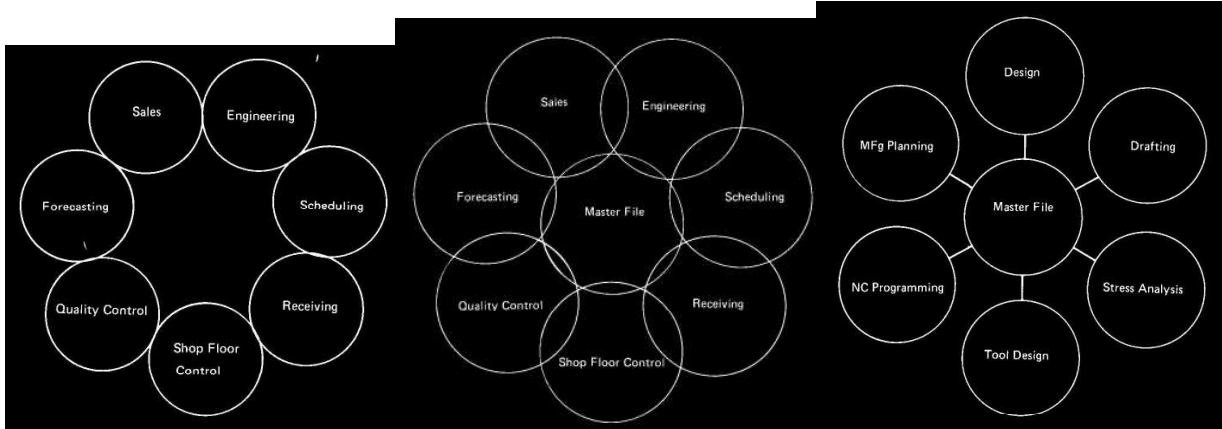 Sales
Engineering
Forecasting
Scheduling
Quality Control
Receiving
Shop Floor
Control
Sales
Engineering
Forecasting
Master File
Scheduling
Quality Control
Receiving
Shop Floor Control
Design
MFg Planning
Drafting
Master File
NC Programming
Stress Analysis
Tool Design